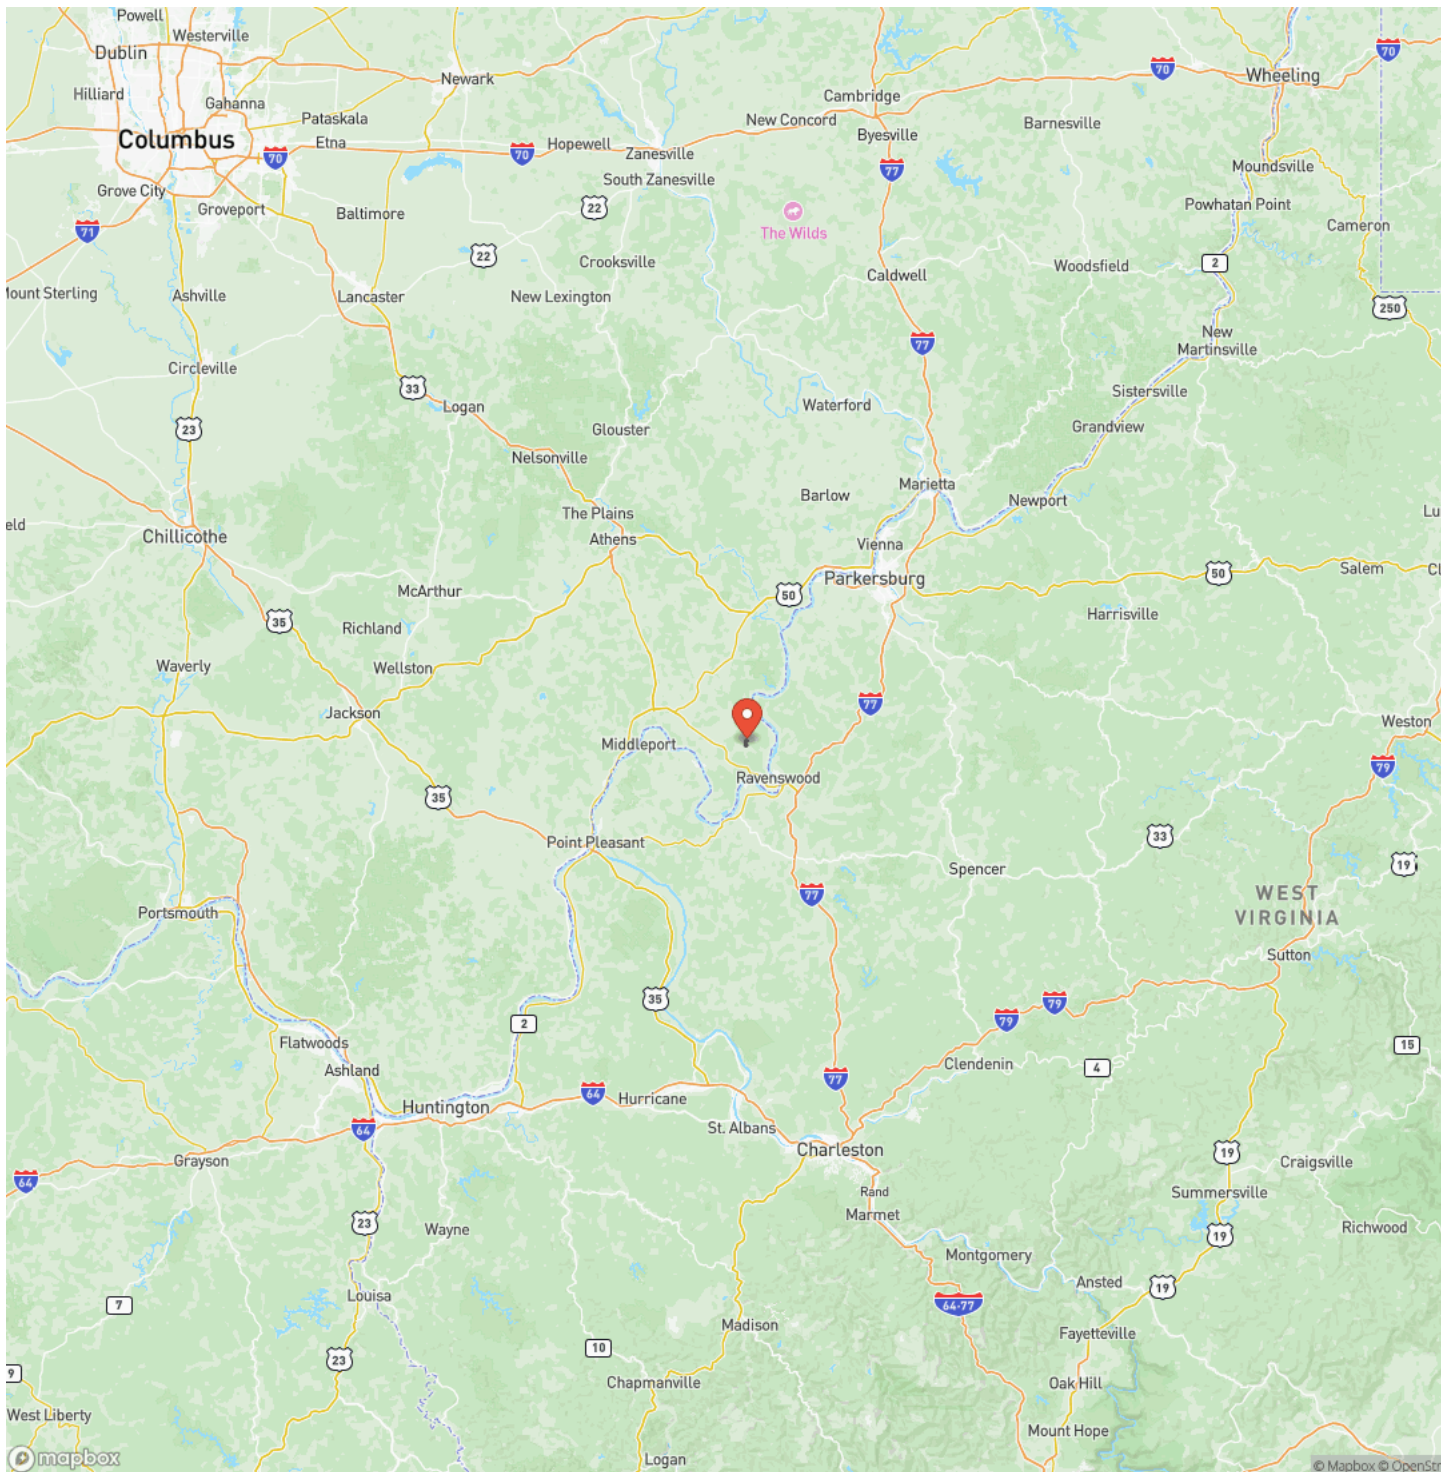 Powell
Westerville
Dublin
70
Wheeling
70
Newark
Hilliard
Gahanna
Cambridge
Pataskala
New Concord
Barnesville
Columbus
Etna
Hopewell
Byesville
70
70
Zanesville
Moundsville
77
South Zanesville
Grove City
Groveport
Baltimore
22
Powhatan Point
The Wilds
Cameron
71
22
Crooksville
2
Woodsfield
Caldwell
Mount Sterling
Ashville
Lancaster
New Lexington
250
New
Martinsville
77
Circleville
33
Sistersville
Logan
Waterford
23
Glouster
Grandview
Nelsonville
Marietta
Barlow
Newport
The Plains
eld
Lu
Chillicothe
Athens
Vienna
Parkersburg
50
Salem
Cl
McArthur
50
35
Richland
Harrisville
Waverly
Wellston
77
Jackson
Weston
Middleport
79
Ravenswood
35
33
Point Pleasant
19
Spencer
77
WEST
VIRGINIA
Portsmouth
Sutton
35
79
2
79
Flatwoods
15
Ashland
Clendenin
4
77
64
Hurricane
Huntington
64
St. Albans
Charleston
Grayson
19
Craigsville
64
Rand
Summersville
Marmet
23
Wayne
Richwood
19
Montgomery
Ansted
19
Louisa
7
64-77
Madison
Fayetteville
10
23
9
Chapmanville
Oak Hill
West Liberty
Mount Hope
mapbox
Logan
© Mapbox © OpenStr